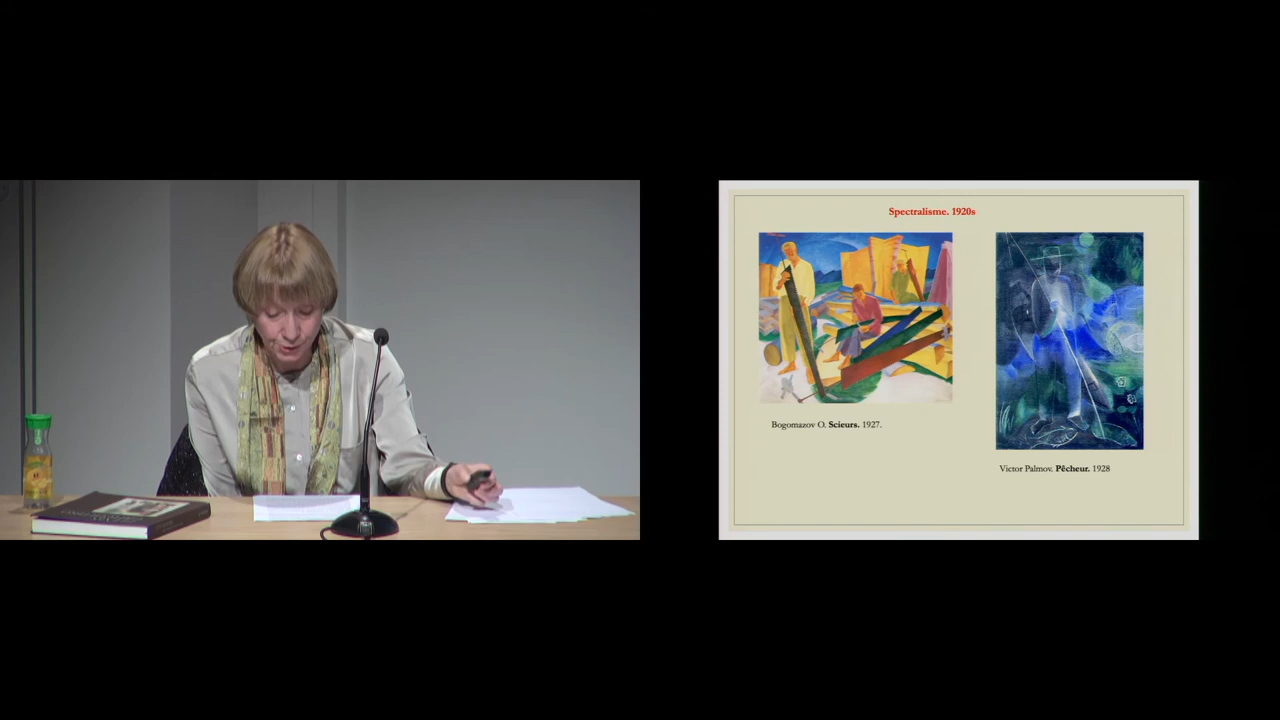 Spectralisme. 1920s
Bogomazov O. Scieurs. 1927.
Victor Palmov. Pêcheur. 1928